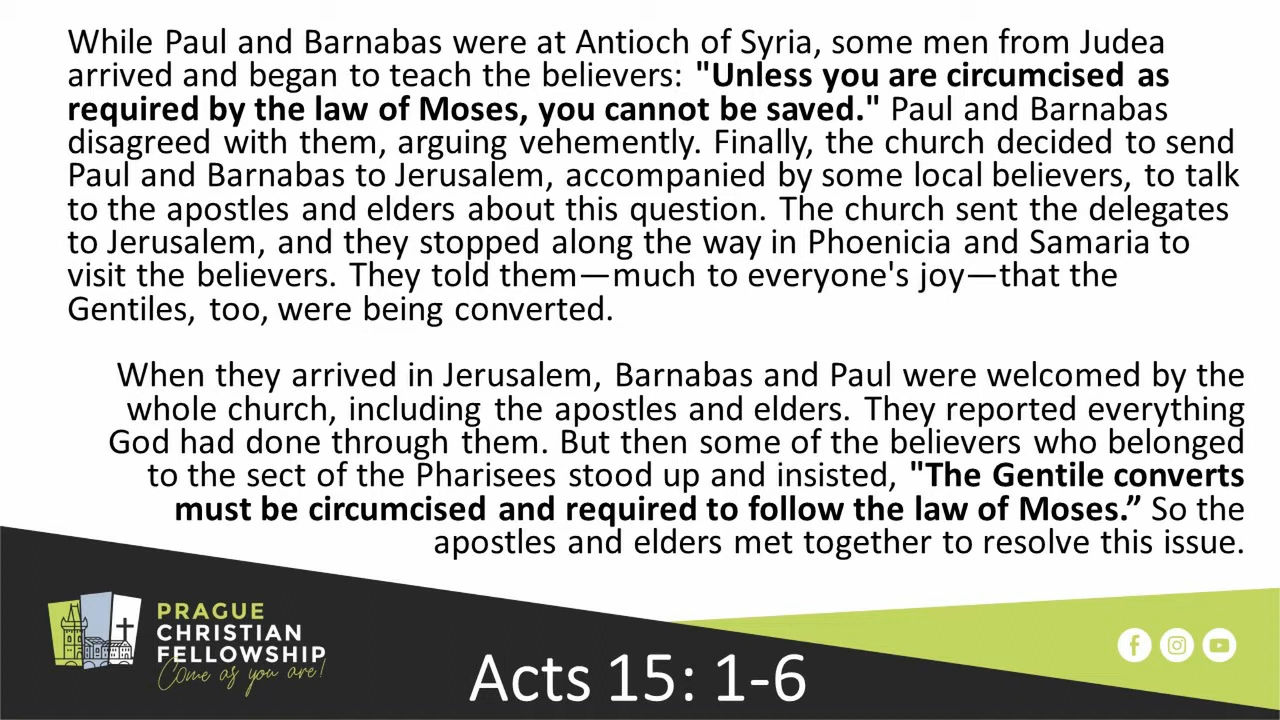 While Paul and Barnabas were at Antioch of Syria, some men from Judea
arrived and began to teach the believers: "Unless you are circumcised as
required by the law of Moses, you cannot be saved." Paul and Barnabas
disagreed with them, arguing vehemently. Finally, the church decided to send
Paul and Barnabas to Jerusalem, accompanied by some local believers, to talk
to the apostles and elders about this question. The church sent the delegates
to Jerusalem, and they stopped along the way in Phoenicia and Samaria to
visit the believers. They told them—much to everyone's joy—that the
Gentiles, too, were being converted.
When they arrived in Jerusalem, Barnabas and Paul were welcomed by the
whole church, including the apostles and elders. They reported everything
God had done through them. But then some of the believers who belonged
to the sect of the Pharisees stood up and insisted, "The Gentile converts
must be circumcised and required to follow the law of Moses.” So the
apostles and elders met together to resolve this issue.
PRAGUE
CHRISTIAN
FELLOWSHIP
Come as you are!
Acts 15: 1-6